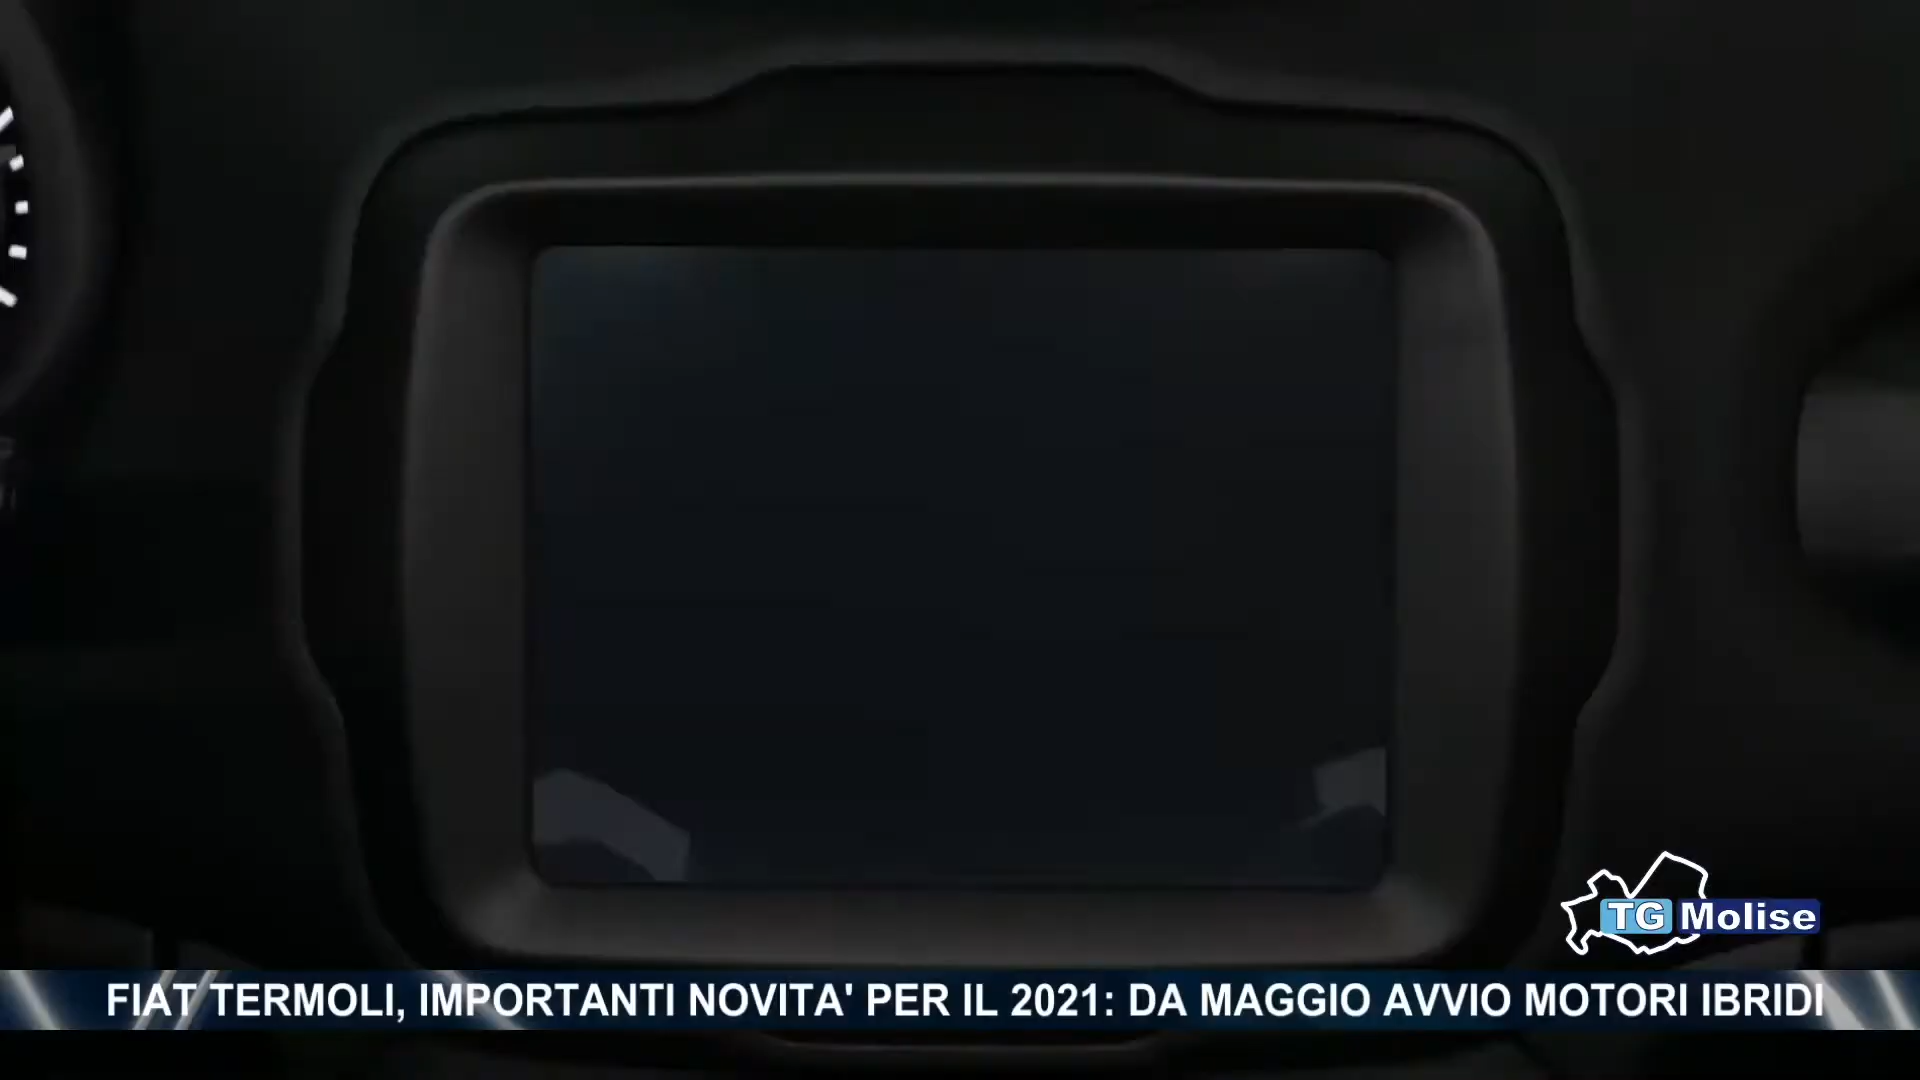 TG Molise
FIAT TERMOLI, IMPORTANTI NOVITA' PER IL 2021: DA MAGGIO AVVIO MOTORI IBRIDI